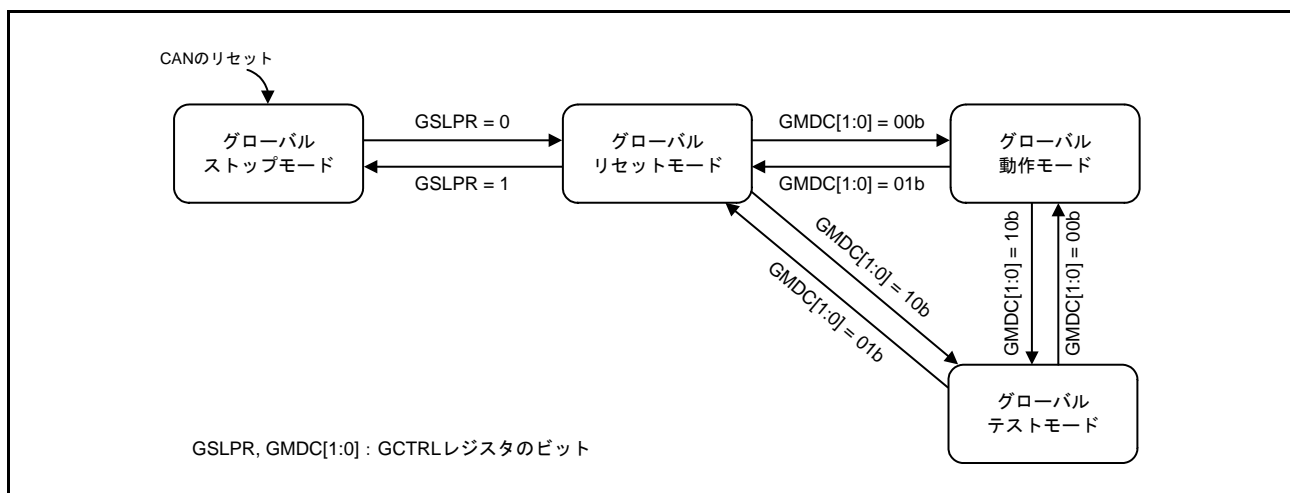 CANのリセット
グローバル
ストップモード
GSLPR = 0
GSLPR = 1
グローバル
リセットモード
GMDC[1:0] = 00b
GMDC[1:0] = 01b
グローバル
動作モード
GMDC[1:0] = 10b
GMDC[1:0] = 01b
GMDC[1:0] = 10b
GMDC[1:0] = 00b
グローバル
テストモード
GSLPR, GMDC[1:0] : GCTRLレジスタのビット